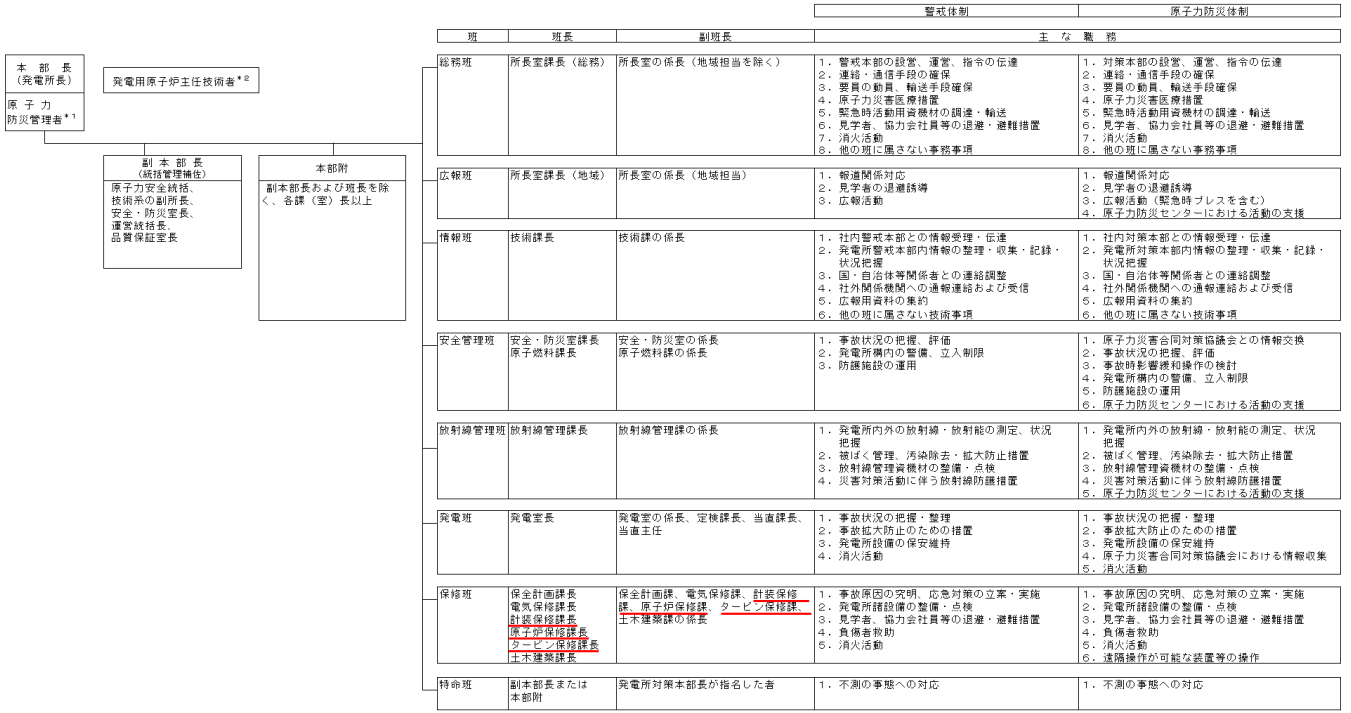 警戒体制
原子力防災体制
班
班長
副班長
主な職務
本部長
(発電所長)
原子力
防災管理者*1
発電用原子炉主任技術者*2
副本部長
(統括管理補佐)
原子力安全統括、
技術系の副所長、
安全・防災室長、
運営統括長、
品質保証室長
本部附
副本部長および班長を除
く、各課(室)長以上
総務班
所長室課長(総務)
所長室の係長(地域担当を除く)
1.警戒本部の設営、運営、指令の伝達
2.連絡・通信手段の確保
3.要員の動員、輸送手段確保
4.原子力災害医療措置
5.緊急時活動用資機材の調達・輸送
6.見学者、協力会社員等の退避・避難措置
7.消火活動
8.他の班に属さない事務事項
1.対策本部の設営、運営、指令の伝達
2.連絡・通信手段の確保
3.要員の動員、輸送手段確保
4.原子力災害医療措置
5.緊急時活動用資機材の調達・輸送
6.見学者、協力会社員等の退避・避難措置
7.消火活動
8.他の班に属さない事務事項
広報班
所長室課長(地域)
所長室の係長(地域担当)
1.報道関係対応
2.見学者の退避誘導
3.広報活動
1.報道関係対応
2.見学者の退避誘導
3.広報活動(緊急時プレスを含む)
4.原子力防災センターにおける活動の支援
情報班
技術課長
技術課の係長
1.社内警戒本部との情報受理・伝達
2.発電所警戒本部内情報の整理・収集・記録・
状況把握
3.国・自治体等関係者との連絡調整
4.社外関係機関への通報連絡および受信
5.広報用資料の集約
6.他の班に属さない技術事項
1.社内対策本部との情報受理・伝達
2.発電所対策本部内情報の整理・収集・記録・
状況把握
3.国・自治体等関係者との連絡調整
4.社外関係機関への通報連絡および受信
5.広報用資料の集約
6.他の班に属さない技術事項
安全管理班
安全・防災室課長
原子燃料課長
安全・防災室の係長
原子燃料課の係長
1.事故状況の把握、評価
2.発電所構内の警備、立入制限
3.防護施設の運用
1.原子力災害合同対策協議会との情報交換
2.事故状況の把握、評価
3.事故時影響緩和操作の検討
4.発電所構内の警備、立入制限
5.防護施設の運用
6.原子力防災センターにおける活動の支援
放射線管理班
放射線管理課長
放射線管理課の係長
1.発電所内外の放射線・放射能の測定、状況
把握
2.被ばく管理、汚染除去・拡大防止措置
3.放射線管理資機材の整備・点検
4.災害対策活動に伴う放射線防護措置
1.発電所内外の放射線・放射能の測定、状況
把握
2.被ばく管理、汚染除去・拡大防止措置
3.放射線管理資機材の整備・点検
4.災害対策活動に伴う放射線防護措置
5.原子力防災センターにおける活動の支援
発電班
発電室長
発電室の係長、定検課長、当直課長、
当直主任
1.事故状況の把握・整理
2.事故拡大防止のための措置
3.発電所設備の保安維持
4.消火活動
1.事故状況の把握・整理
2.事故拡大防止のための措置
3.発電所設備の保安維持
4.原子力災害合同対策協議会における情報収集
5.消火活動
保修班
保全計画課長
電気保修課長
計装保修課長
原子炉保修課長
タービン保修課長
土木建築課長
保全計画課、電気保修課、計装保修
課、原子炉保修課、タービン保修課、
土木建築課の係長
1.事故原因の究明、応急対策の立案・実施
2.発電所諸設備の整備・点検
3.見学者、協力会社員等の退避・避難措置
4.負傷者救助
5.消火活動
1.事故原因の究明、応急対策の立案・実施
2.発電所諸設備の整備・点検
3.見学者、協力会社員等の退避・避難措置
4.負傷者救助
5.消火活動
6.遠隔操作が可能な装置等の操作
特命班
副本部長または
本部附
発電所対策本部長が指名した者
1.不測の事態への対応
1.不測の事態への対応